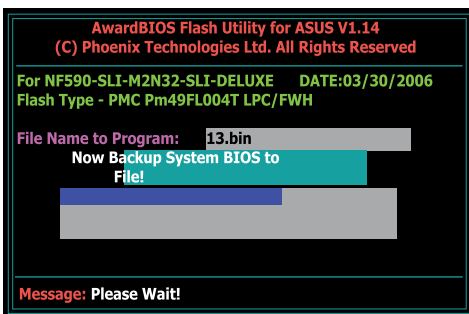 AwardBIOS Flash Utility for ASUS V1.14
(C) Phoenix Technologies Ltd. All Rights Reserved
For NF590-SLI-M2N32-SLI-DELUXE DATE:03/30/2006
Flash Type - PMC Pm49FL004T LPC/FWH
File Name to Program: 13.bin
Now Backup System BIOS to
File!
Message: Please Wait!